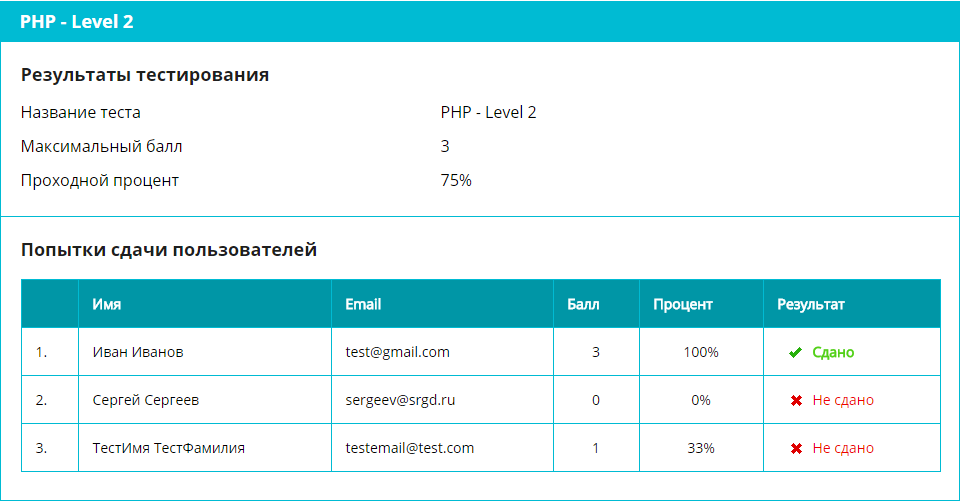 PHP - Level 2
Результаты тестирования
Название теста PHP - Level 2
Максимальный балл 3
Проходной процент 75%
Попытки сдачи пользователей
Имя Email Балл Процент Результат
1. Иван Иванов test@gmail.com 3 100% Сдано
2. Сергей Сергеев sergeev@srgd.ru 0 0% Не сдано
3. ТестИмя ТестФамилия testemail@test.com 1 33% Не сдано